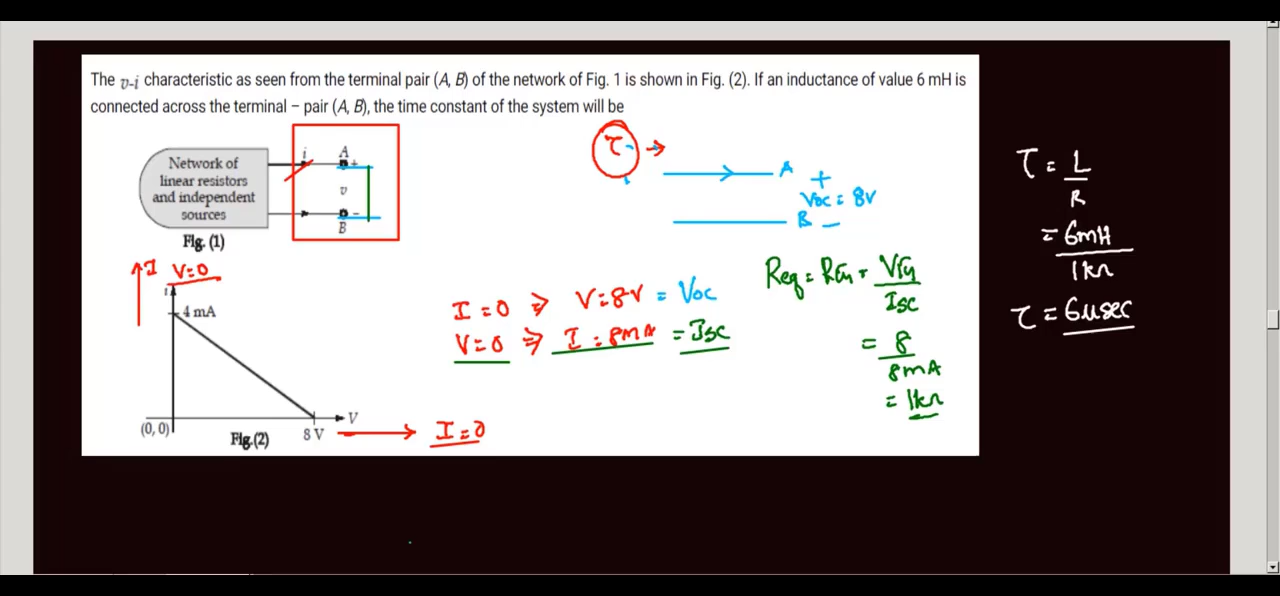 The v-i characteristic as seen from the terminal pair (A, B) of the network of Fig. 1 is shown in Fig. (2). If an inductance of value 6 mH is
connected across the terminal – pair (A, B), the time constant of the system will be
Network of
linear resistors
and independent
sources
i
A
+
v
-
B
Fig. (1)
I
V=0
i
4 mA
(0, 0)
8 V
V
Fig.(2)
I=0
τ
A
+
Voc = 8V
B -
I = 0 ⇒ V = 8V = Voc
V = 0 ⇒ I = 8mA = Isc
Req = RTh = VTh
Isc
= 8
8mA
= 1kΩ
τ = L
R
= 6mH
1kΩ
τ = 6μsec